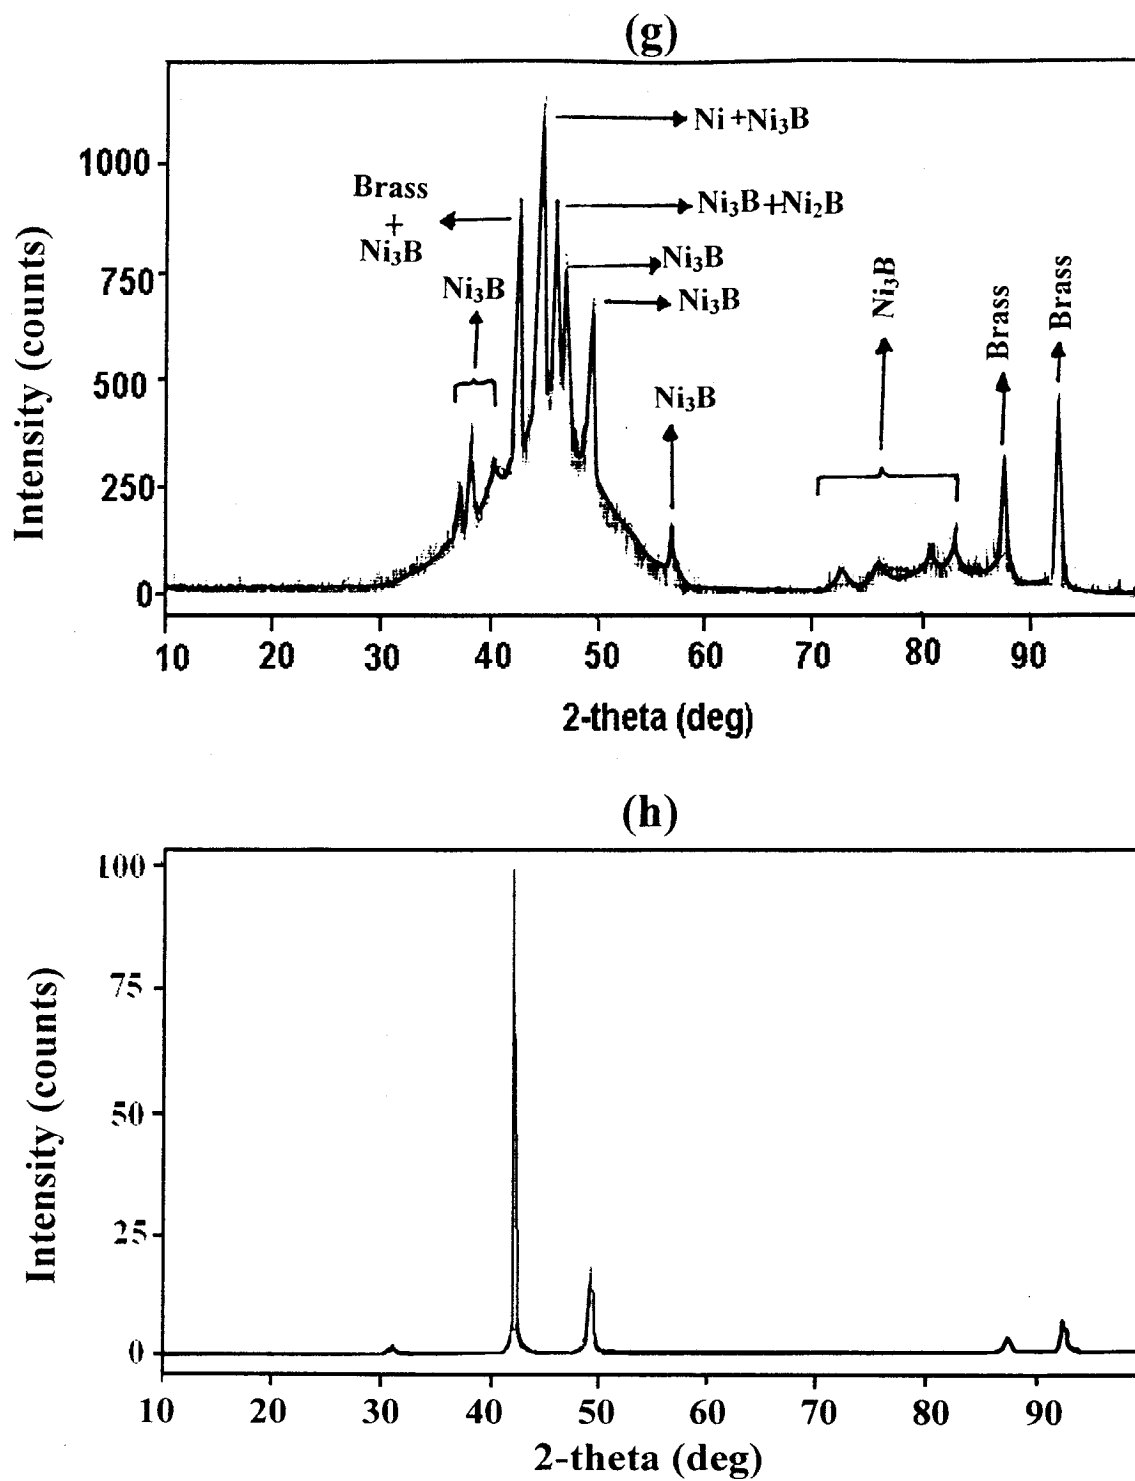 (g)
Intensity (counts)
1000
750
500
250
0
Brass
+
Ni₃B
Ni₃B
Ni +Ni₃B
Ni₃B+Ni₂B
Ni₃B
Ni₃B
Ni₃B
Ni₃B
Brass
Brass
10 20 30 40 50 60 70 80 90
2-theta (deg)
(h)
Intensity (counts)
100
75
50
25
0
10 20 30 40 50 60 70 80 90
2-theta (deg)